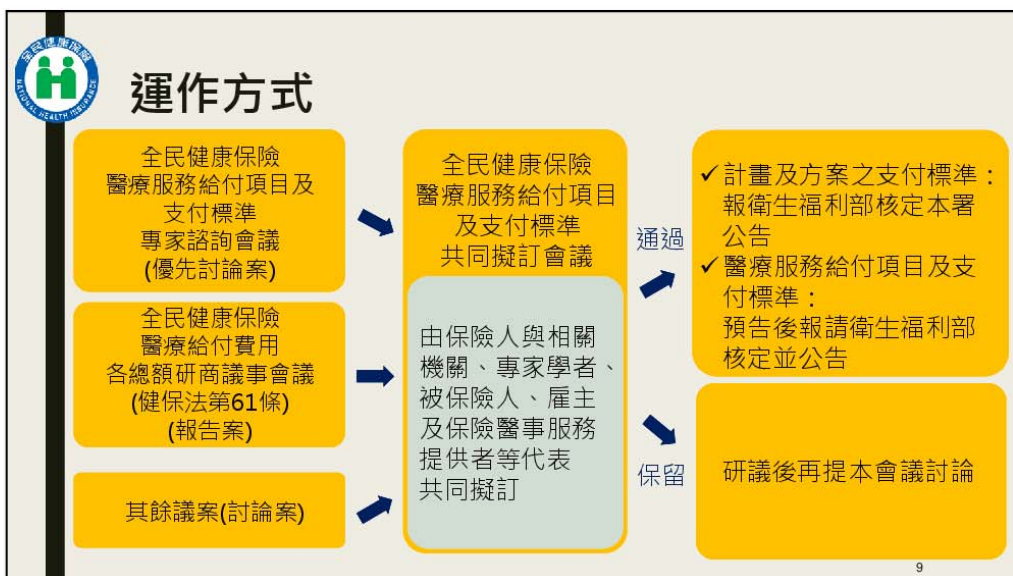 全民健康保險
NATIONAL HEALTH INSURANCE
運作方式
全民健康保險
醫療服務給付項目及
支付標準
專家諮詢會議
(優先討論案)
全民健康保險
醫療給付費用
各總額研商議事會議
(健保法第61條)
(報告案)
其餘議案(討論案)
全民健康保險
醫療服務給付項目
及支付標準
共同擬訂會議
由保險人與相關
機關、專家學者、
被保險人、雇主
及保險醫事服務
提供者等代表
共同擬訂
通過
✓計畫及方案之支付標準：
報衛生福利部核定本署
公告
✓醫療服務給付項目及支
付標準：
預告後報請衛生福利部
核定並公告
保留
研議後再提本會議討論
9